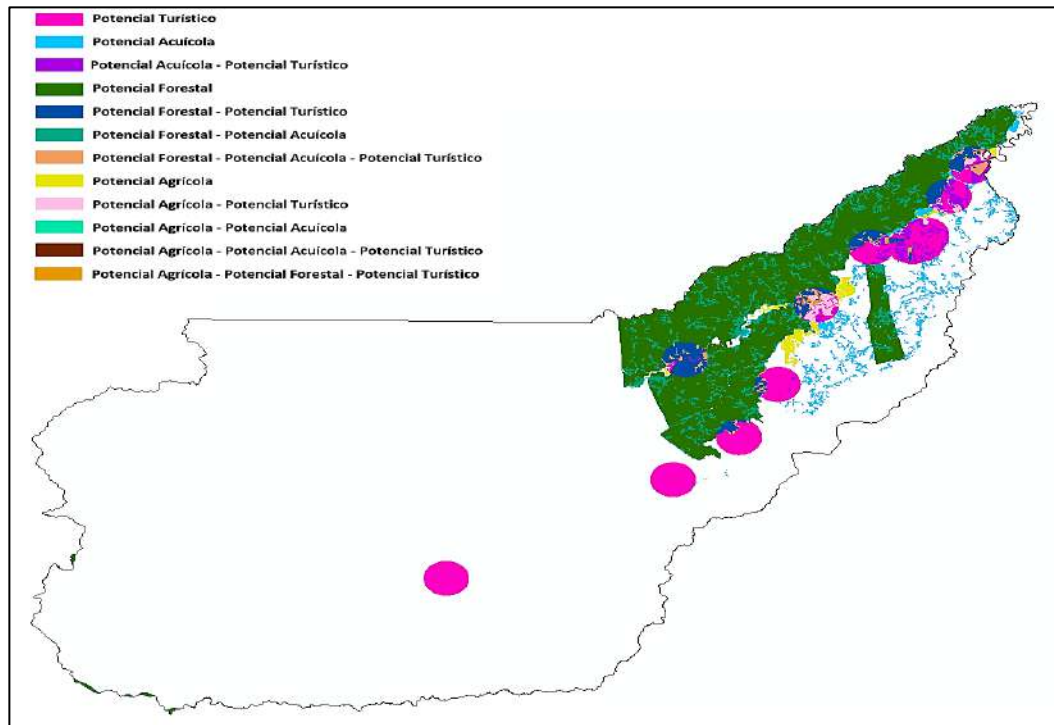 Potencial Turístico
Potencial Acuícola
Potencial Acuícola - Potencial Turístico
Potencial Forestal
Potencial Forestal - Potencial Turístico
Potencial Forestal - Potencial Acuícola
Potencial Forestal - Potencial Acuícola - Potencial Turístico
Potencial Agrícola
Potencial Agrícola - Potencial Turístico
Potencial Agrícola - Potencial Acuícola
Potencial Agrícola - Potencial Acuícola - Potencial Turístico
Potencial Agrícola - Potencial Forestal - Potencial Turístico